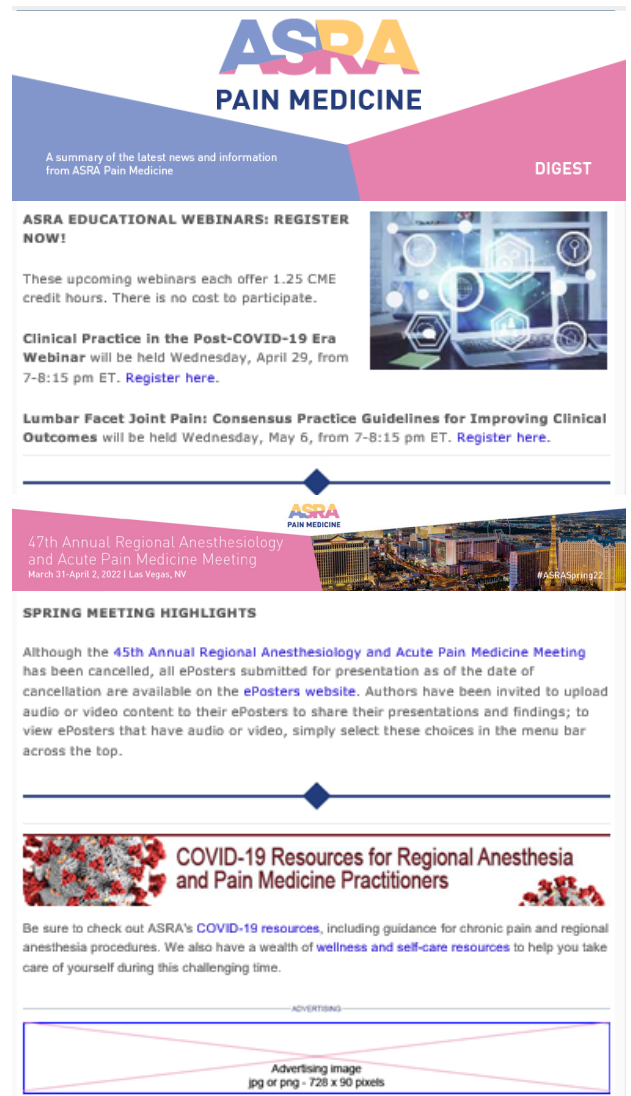 ASRA
PAIN MEDICINE
A summary of the latest news and information
from ASRA Pain Medicine
DIGEST
ASRA EDUCATIONAL WEBINARS: REGISTER
NOW!
These upcoming webinars each offer 1.25 CME
credit hours. There is no cost to participate.
Clinical Practice in the Post-COVID-19 Era
Webinar will be held Wednesday, April 29, from
7-8:15 pm ET. Register here.
Lumbar Facet Joint Pain: Consensus Practice Guidelines for Improving Clinical
Outcomes will be held Wednesday, May 6, from 7-8:15 pm ET. Register here.
ASRA
PAIN MEDICINE
47th Annual Regional Anesthesiology
and Acute Pain Medicine Meeting
March 31-April 2, 2022 | Las Vegas, NV
#ASRASpring22
SPRING MEETING HIGHLIGHTS
Although the 45th Annual Regional Anesthesiology and Acute Pain Medicine Meeting
has been cancelled, all ePosters submitted for presentation as of the date of
cancellation are available on the ePosters website. Authors have been invited to upload
audio or video content to their ePosters to share their presentations and findings; to
view ePosters that have audio or video, simply select these choices in the menu bar
across the top.
COVID-19 Resources for Regional Anesthesia
and Pain Medicine Practitioners
Be sure to check out ASRA's COVID-19 resources, including guidance for chronic pain and regional
anesthesia procedures. We also have a wealth of wellness and self-care resources to help you take
care of yourself during this challenging time.
ADVERTISING
Advertising image
jpg or png - 728 x 90 pixels